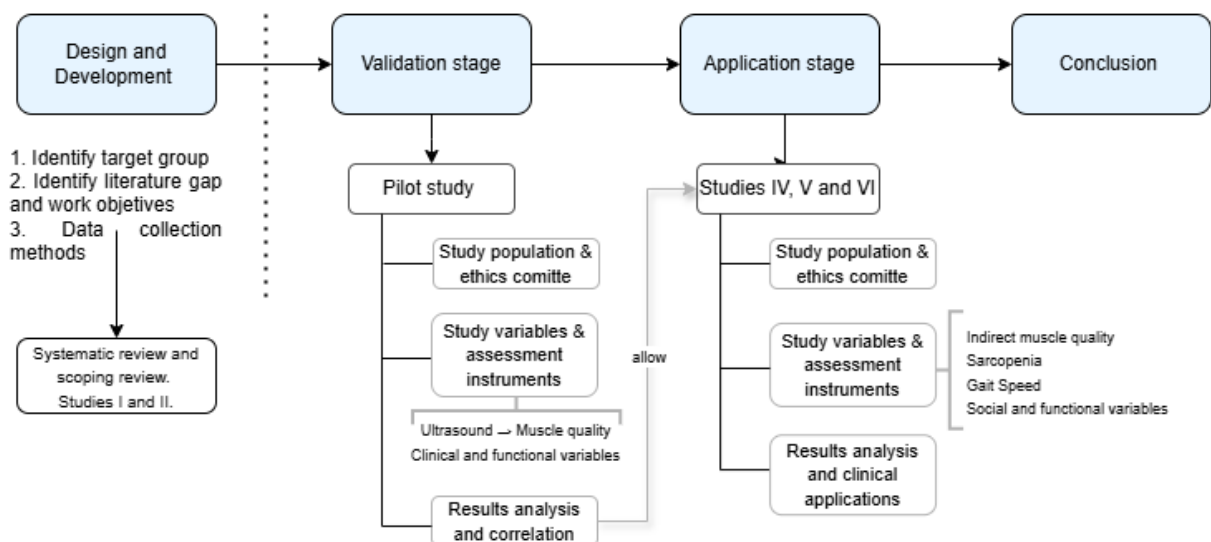 Design and
Development
Validation stage
Application stage
Conclusion
1. Identify target group
2. Identify literature gap
and work objetives
3. Data collection
methods
Systematic review and
scoping review.
Studies I and II.
Pilot study
Study population &
ethics comitte
Study variables &
assessment
instruments
Ultrasound → Muscle quality
Clinical and functional variables
Results analysis
and correlation
allow
Studies IV, V and VI
Study population &
ethics comitte
Study variables &
assessment
instruments
Indirect muscle quality
Sarcopenia
Gait Speed
Social and functional variables
Results analysis
and clinical
applications